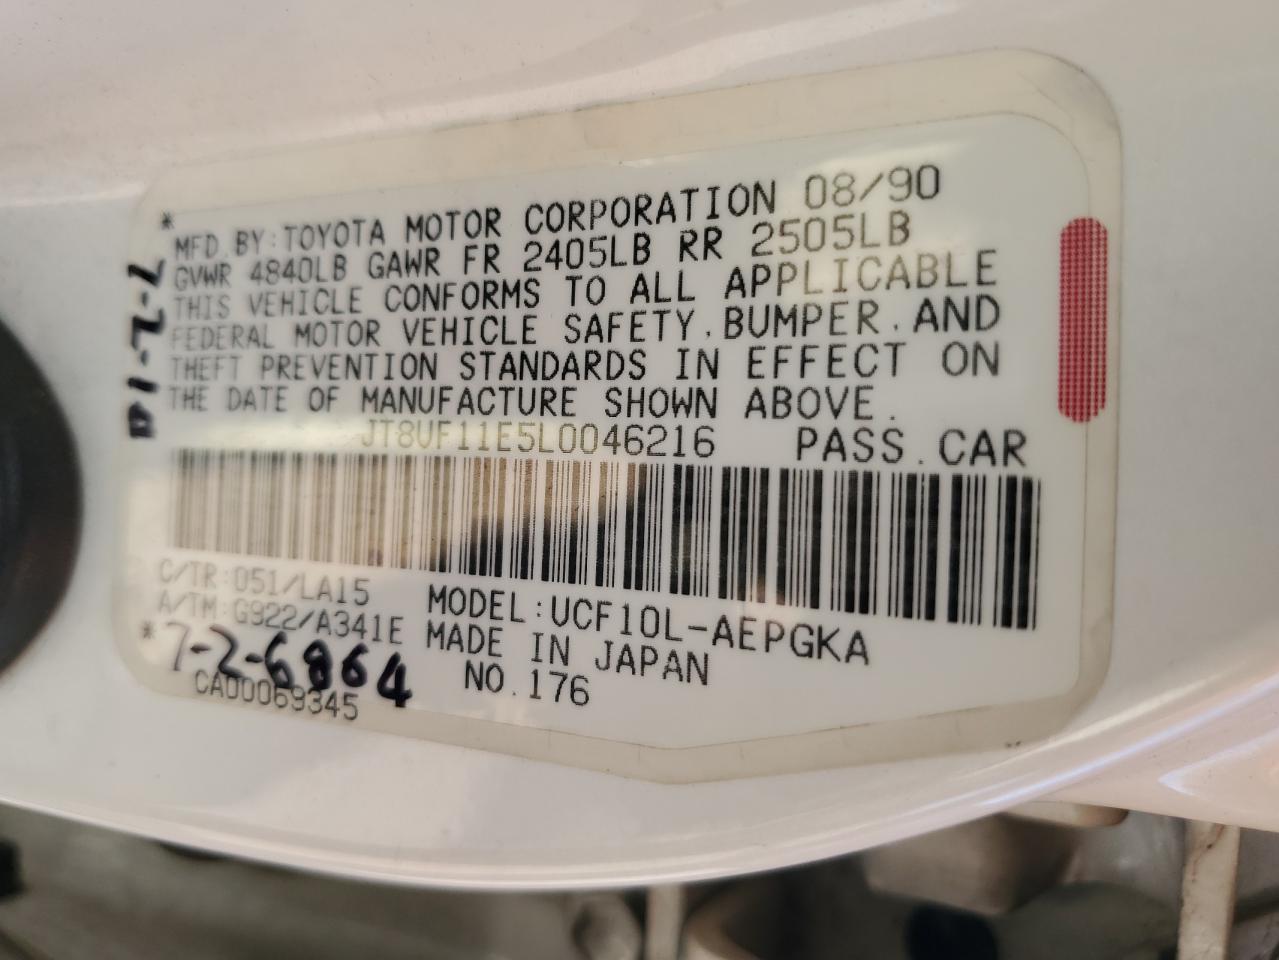 *
MFD. BY: TOYOTA MOTOR CORPORATION 08/90
GVWR 4840LB GAWR FR 2405LB RR 2505LB
THIS VEHICLE CONFORMS TO ALL APPLICABLE
FEDERAL MOTOR VEHICLE SAFETY, BUMPER, AND
THEFT PREVENTION STANDARDS IN EFFECT ON
THE DATE OF MANUFACTURE SHOWN ABOVE.
JT8UF11E5L0046216 PASS. CAR
C/TR: 051/LA15 MODEL: UCF10L-AEPGKA
A/TM: G922/A341E MADE IN JAPAN
* 7-2-6864 NO. 176
CA00069345